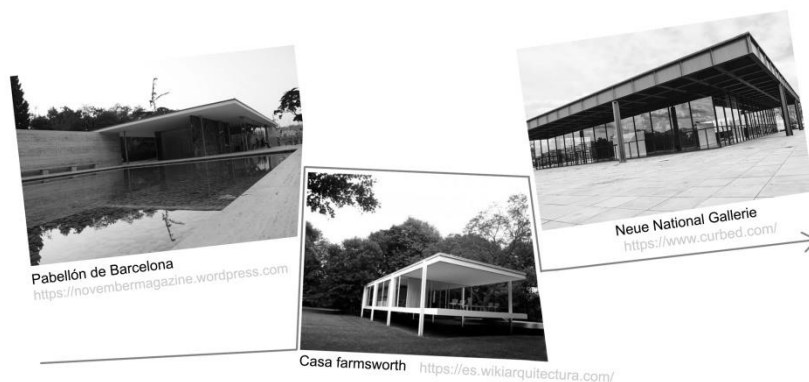 Pabellón de Barcelona
https://novembermagazine.wordpress.com
Casa farmsworth https://es.wikiarquitectura.com/
Neue National Gallerie
https://www.curbed.com/